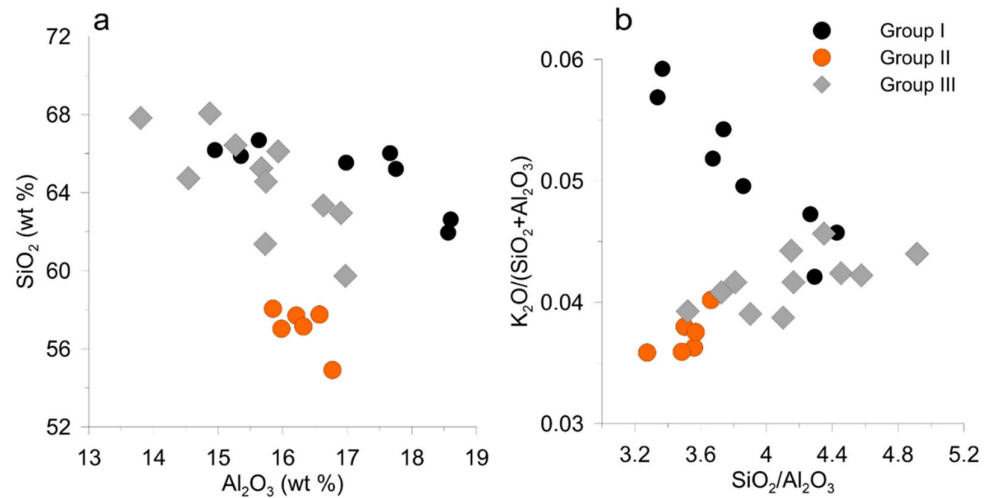 a
72
68
64
60
56
52
SiO₂ (wt %)
13 14 15 16 17 18 19
Al₂O₃ (wt %)
b
Group I
Group II
Group III
0.06
0.05
0.04
0.03
K₂O/(SiO₂+Al₂O₃)
3.2 3.6 4 4.4 4.8 5.2
SiO₂/Al₂O₃